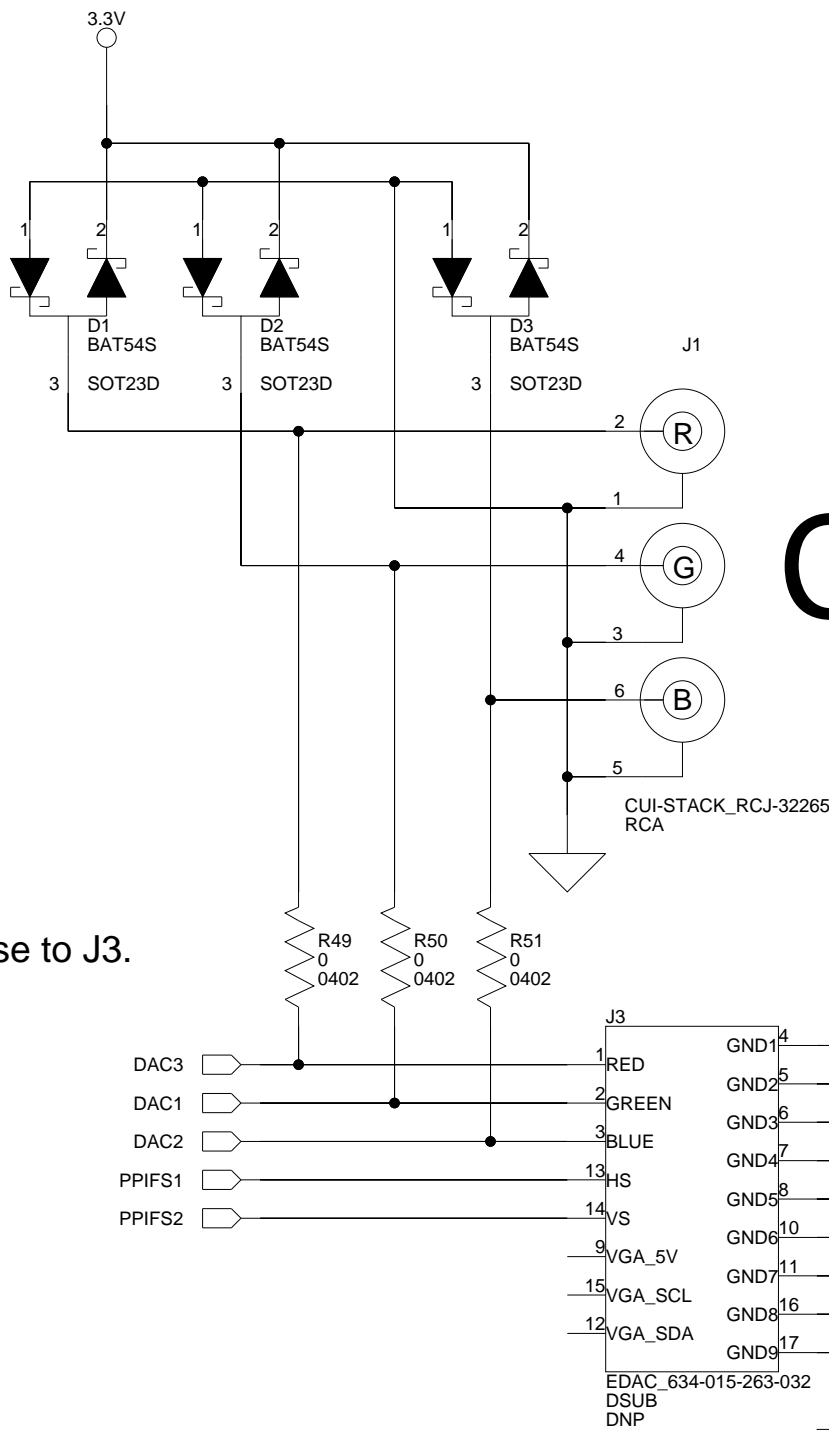 3.3V
1 2 1 2 1 2
D1
BAT54S
SOT23D
3
D2
BAT54S
SOT23D
3
D3
BAT54S
SOT23D
3
J1
2 R
1
4 G
3
6 B
5
CUI-STACK_RCJ-32265
RCA
se to J3.
R49
0
0402
R50
0
0402
R51
0
0402
J3
DAC3 1 RED GND1 4
DAC1 2 GREEN GND2 5
DAC2 3 BLUE GND3 6
GND4 7
PPIFS1 13 HS GND5 8
PPIFS2 14 VS GND6 10
9 VGA_5V GND7 11
15 VGA_SCL GND8 16
12 VGA_SDA GND9 17
EDAC_634-015-263-032
DSUB
DNP